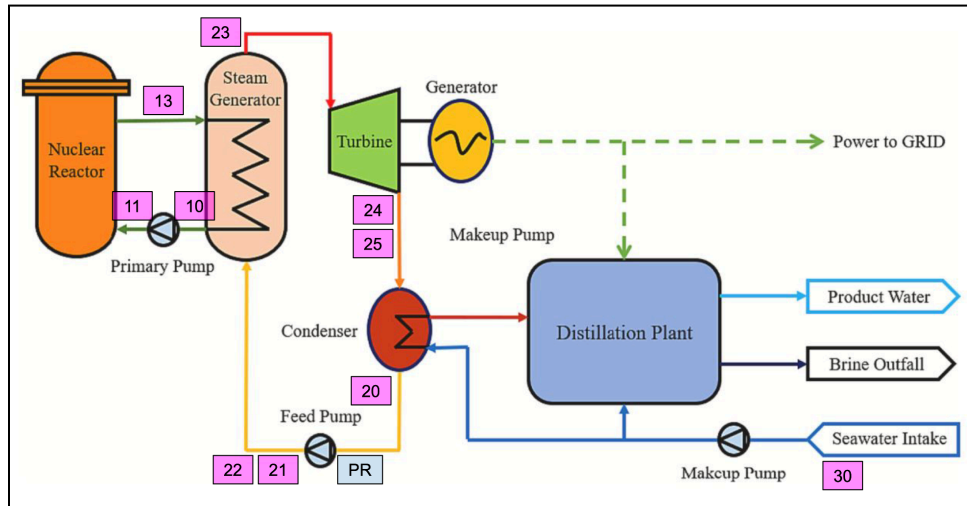 23
Steam
Generator
Generator
13
Nuclear
Reactor
Turbine
Power to GRID
11
10
24
Primary Pump
25
Makeup Pump
Product Water
Condenser
Distillation Plant
Brine Outfall
20
Feed Pump
Seawater Intake
22
21
PR
Makcup Pump
30